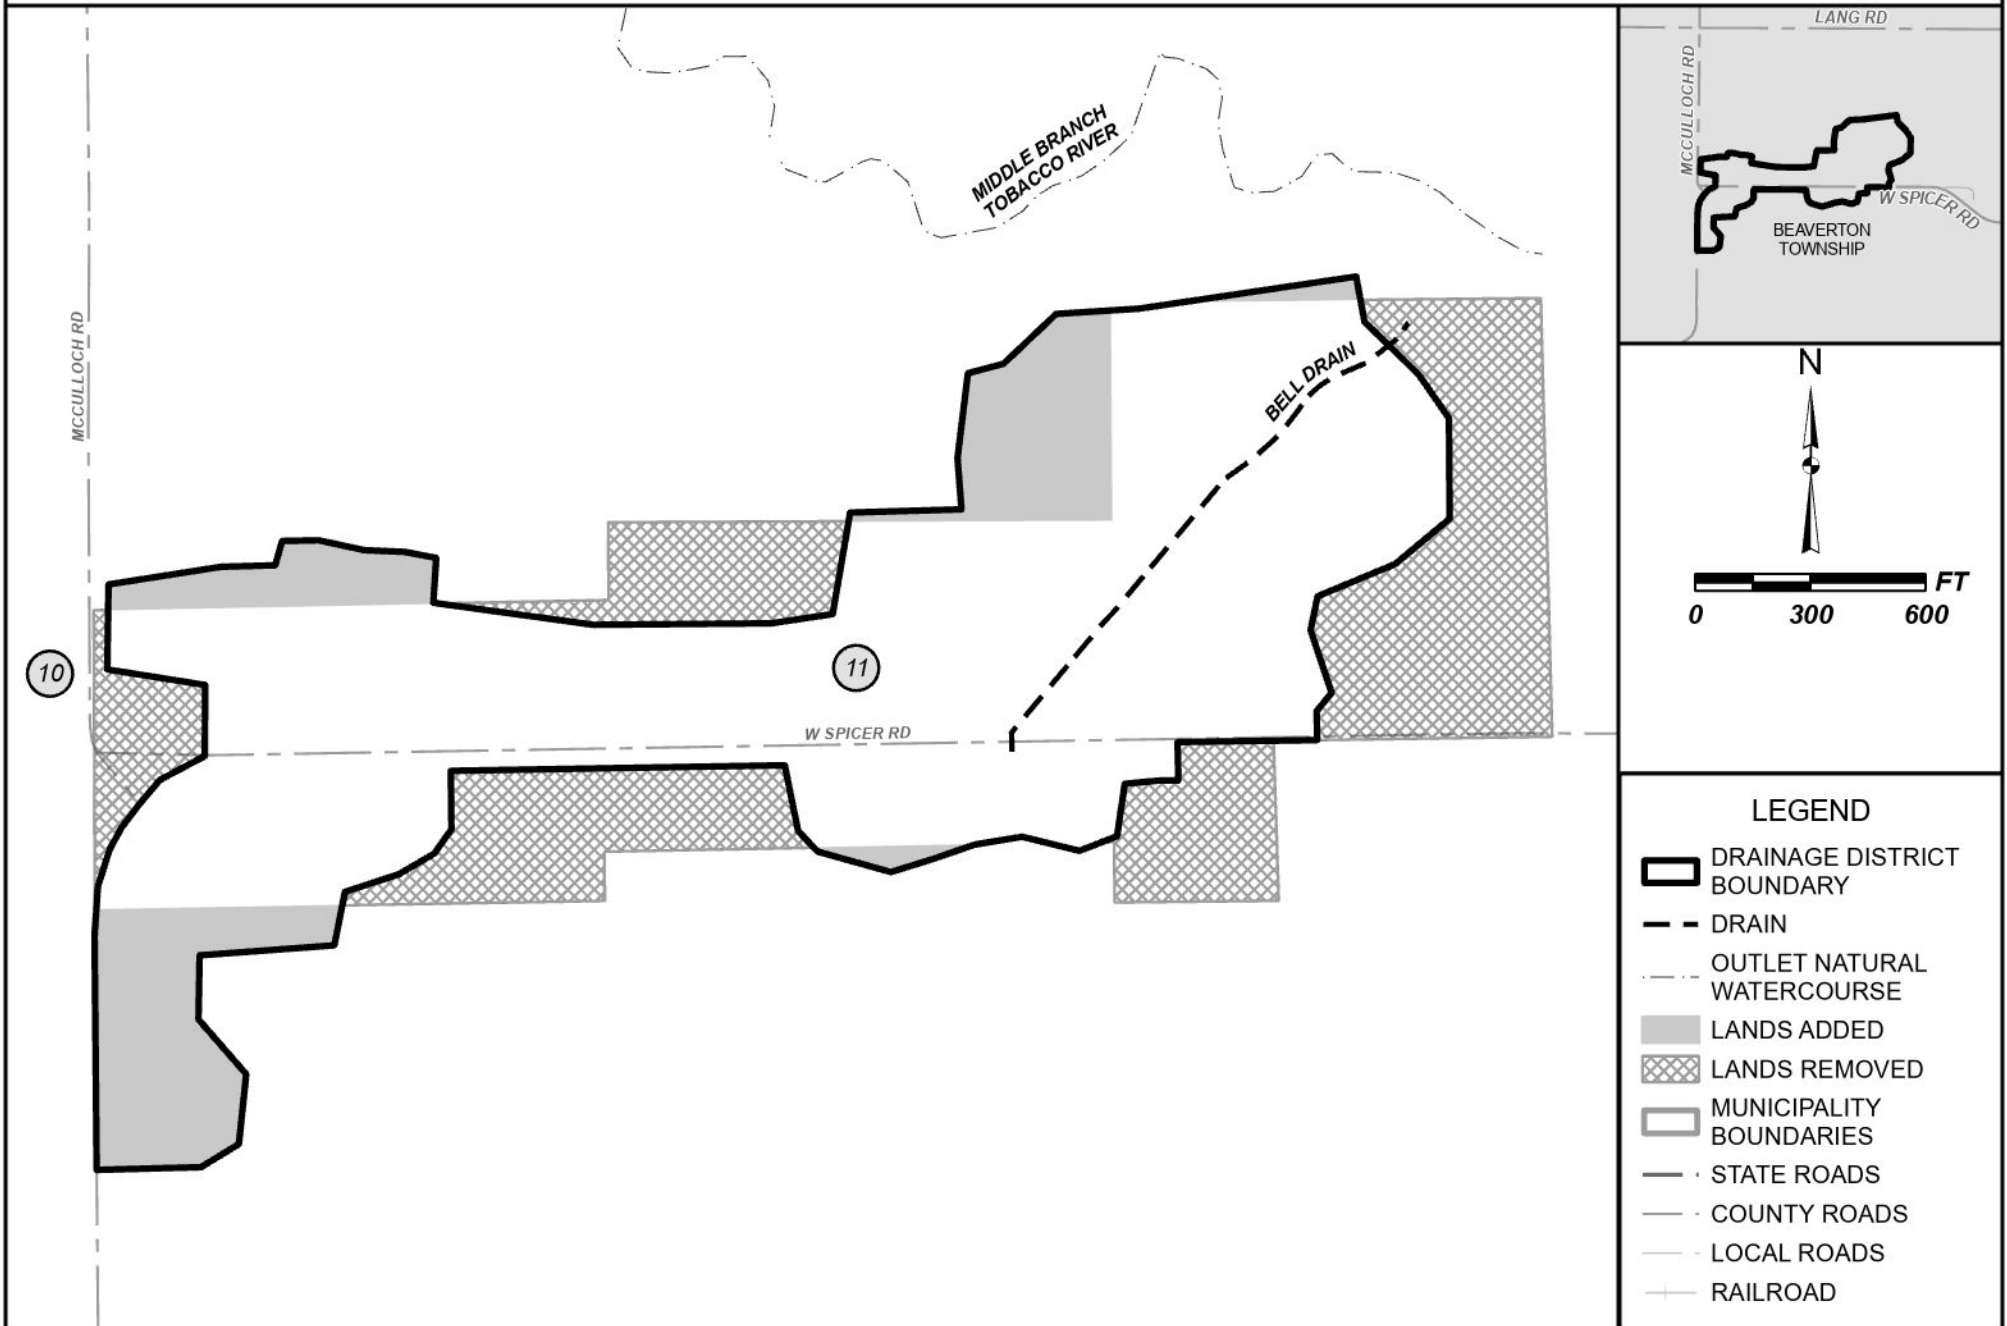 MCCULLOCH RD
MIDDLE BRANCH
TOBACCO RIVER
BELL DRAIN
10
11
W SPICER RD
LANG RD
MCCULLOCH RD
W SPICER RD
BEAVERTON
TOWNSHIP
N
FT
0 300 600
LEGEND
DRAINAGE DISTRICT
BOUNDARY
DRAIN
OUTLET NATURAL
WATERCOURSE
LANDS ADDED
LANDS REMOVED
MUNICIPALITY
BOUNDARIES
STATE ROADS
COUNTY ROADS
LOCAL ROADS
RAILROAD